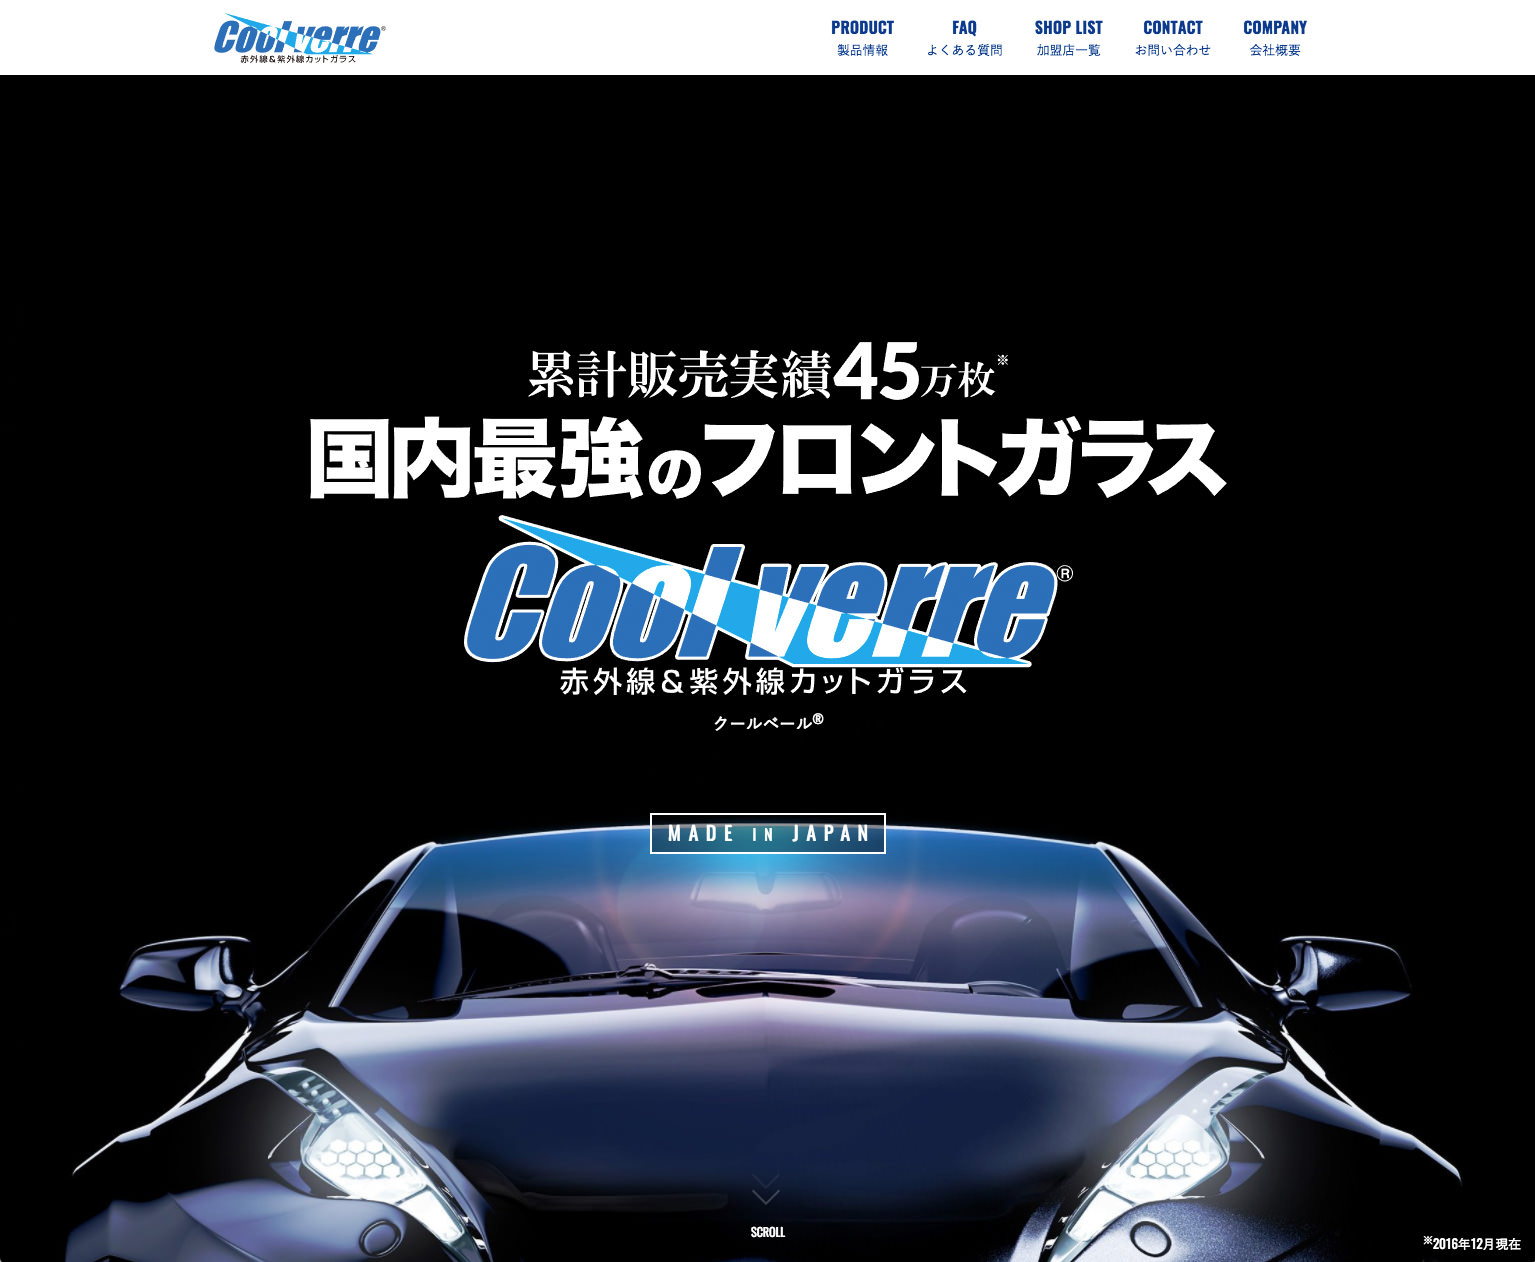 Cool verre®
赤外線&紫外線カットガラス
PRODUCT
製品情報
FAQ
よくある質問
SHOP LIST
加盟店一覧
CONTACT
お問い合わせ
COMPANY
会社概要
累計販売実績45万枚※
国内最強のフロントガラス
Cool verre®
赤外線&紫外線カットガラス
クールベール®
MADE IN JAPAN
SCROLL
※2016年12月現在